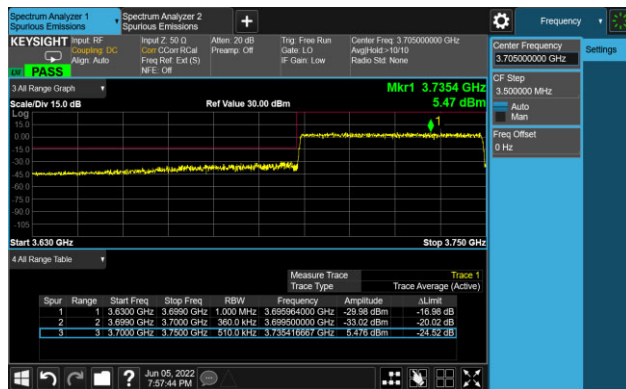 Spectrum Analyzer 1
Spurious Emissions
Spectrum Analyzer 2
Spurious Emissions
+
Frequency
KEYSIGHT
Input: RF
Coupling: DC
Align: Auto
Input Z: 50 Ω
Corr CCorr RCal
Freq Ref: Ext (S)
NFE: Off
Atten: 20 dB
Preamp: Off
Trig: Free Run
Gate: LO
IF Gain: Low
Center Freq: 3.705000000 GHz
Avg|Hold:>10/10
Radio Std: None
PASS
Center Frequency
3.705000000 GHz
Settings
CF Step
3.500000 MHz
Auto
Man
Freq Offset
0 Hz
3 All Range Graph
Mkr1 3.7354 GHz
Scale/Div 15.0 dB
Ref Value 30.00 dBm
5.47 dBm
Log
15.0
0.00
-15.0
-30.0
-45.0
-60.0
-75.0
-90.0
-105
1
Start 3.630 GHz
Stop 3.750 GHz
4 All Range Table
Measure Trace Trace 1
Trace Type Trace Average (Active)
Spur Range Start Freq Stop Freq RBW Frequency Amplitude ΔLimit
1 1 3.6300 GHz 3.6990 GHz 1.000 MHz 3.695964000 GHz -29.98 dBm -16.98 dB
2 2 3.6990 GHz 3.7000 GHz 360.0 kHz 3.699500000 GHz -33.02 dBm -20.02 dB
3 3 3.7000 GHz 3.7500 GHz 510.0 kHz 3.735416667 GHz 5.476 dBm -24.52 dB
?
Jun 05, 2022
7:57:44 PM